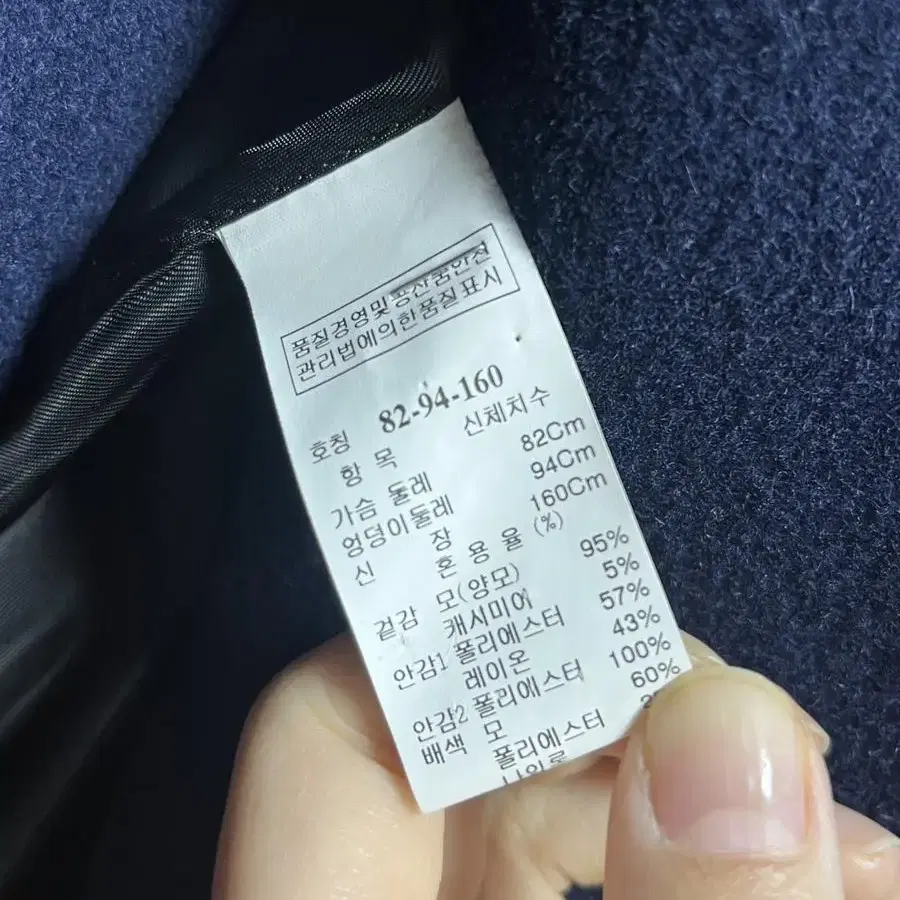 품질경영및공산품안전
관리법에의한품질표시
호칭 82-94-160
항 목 신체치수
가슴 둘레 82Cm
엉덩이둘레 94Cm
신 장 160Cm
혼 용 율 (%)
겉감 모(양모) 95%
캐시미어 5%
안감1 폴리에스터 57%
레이온 43%
안감2 폴리에스터 100%
배색 모 60%
폴리에스터